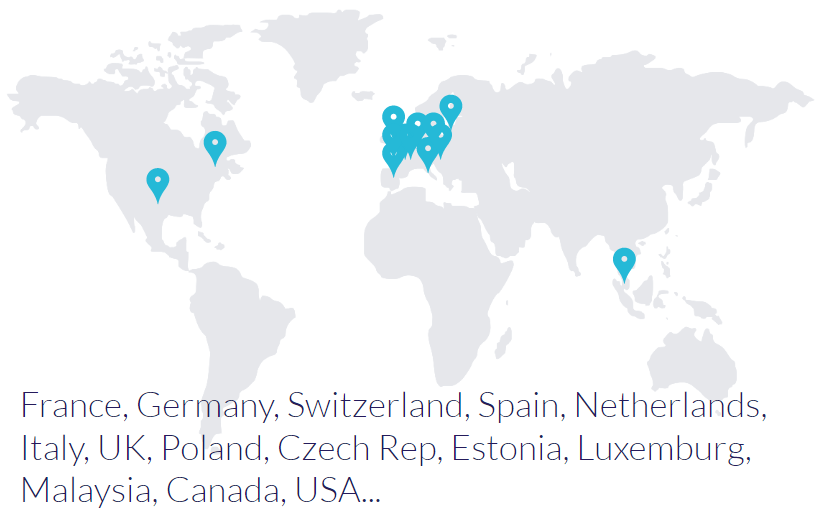 France, Germany, Switzerland, Spain, Netherlands,
Italy, UK, Poland, Czech Rep, Estonia, Luxemburg,
Malaysia, Canada, USA...